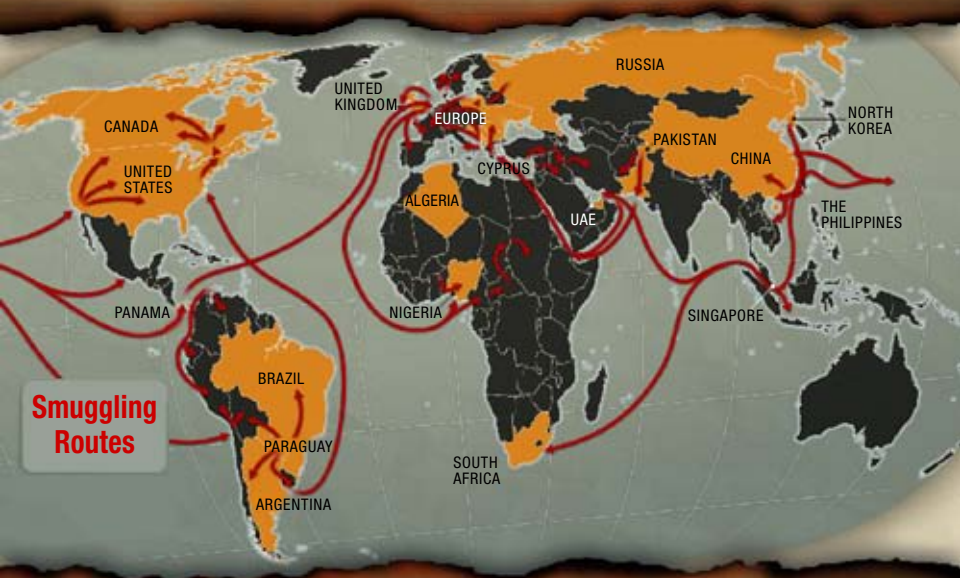 RUSSIA
UNITED
KINGDOM
NORTH
KOREA
CANADA
EUROPE
PAKISTAN
CHINA
UNITED
STATES
CYPRUS
ALGERIA
UAE
THE
PHILIPPINES
PANAMA
NIGERIA
SINGAPORE
BRAZIL
Smuggling
Routes
PARAGUAY
SOUTH
AFRICA
ARGENTINA